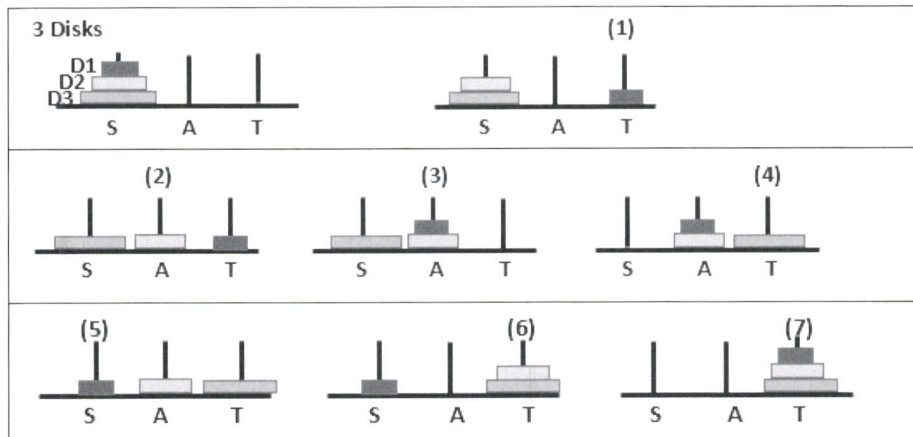 3 Disks
(1)
D1
D2
D3
S A T
S A T
(2)
(3)
(4)
S A T
S A T
S A T
(5)
(6)
(7)
S A T
S A T
S A T